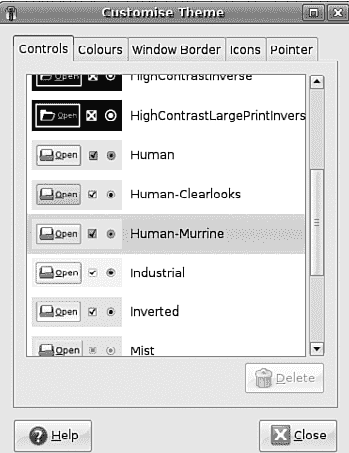 Customise Theme
Controls Colours Window Border Icons Pointer
HighContrastInverse
Open HighContrastLargePrintInvers
Open Human
Open Human-Clearlooks
Open Human-Murrine
Open Industrial
Open Inverted
Open Mist
Delete
Help Close